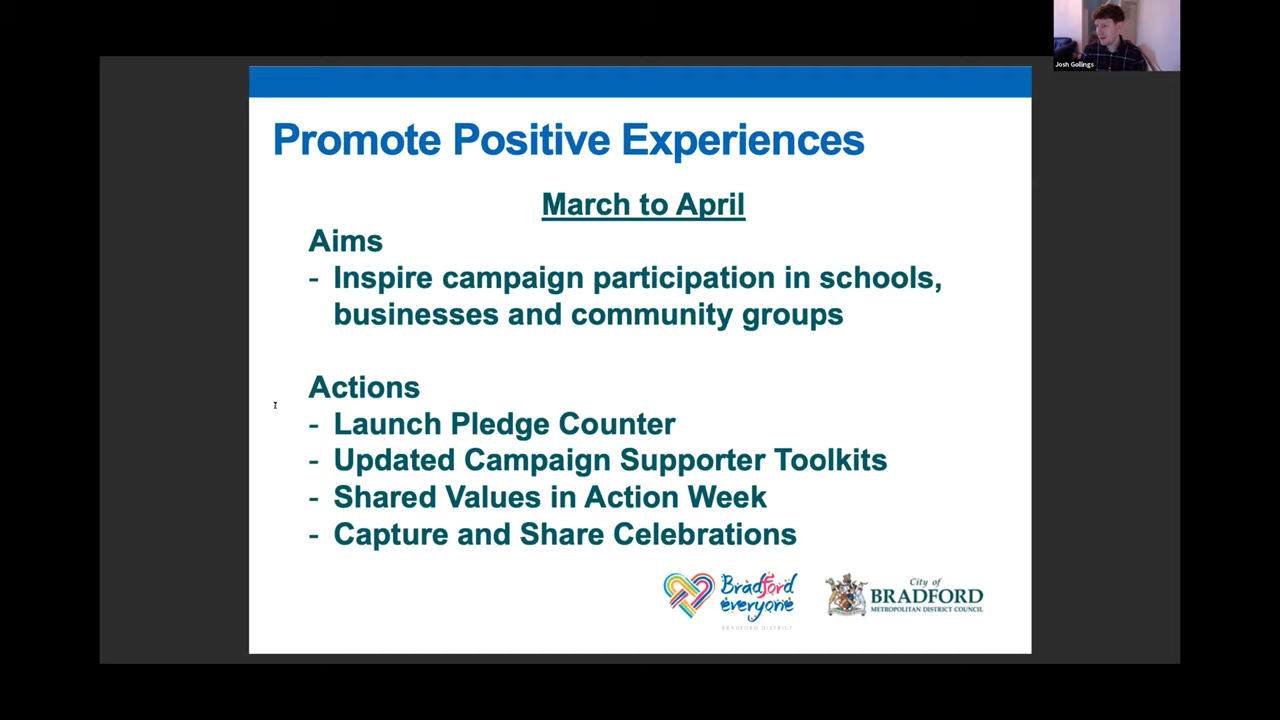 Josh Gollings
Promote Positive Experiences
March to April
Aims
- Inspire campaign participation in schools,
businesses and community groups
Actions
- Launch Pledge Counter
- Updated Campaign Supporter Toolkits
- Shared Values in Action Week
- Capture and Share Celebrations
Bradford
everyone
BRADFORD DISTRICT
City of
BRADFORD
METROPOLITAN DISTRICT COUNCIL